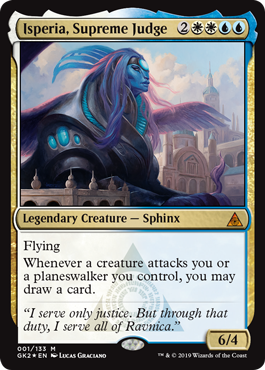 Isperia, Supreme Judge 2
Legendary Creature — Sphinx
Flying
Whenever a creature attacks you or
a planeswalker you control, you may
draw a card.
“I serve only justice. But through that
duty, I serve all of Ravnica.”
6/4
001/133 M
GK2 ★ EN LUCAS GRACIANO
™ & © 2019 Wizards of the Coast